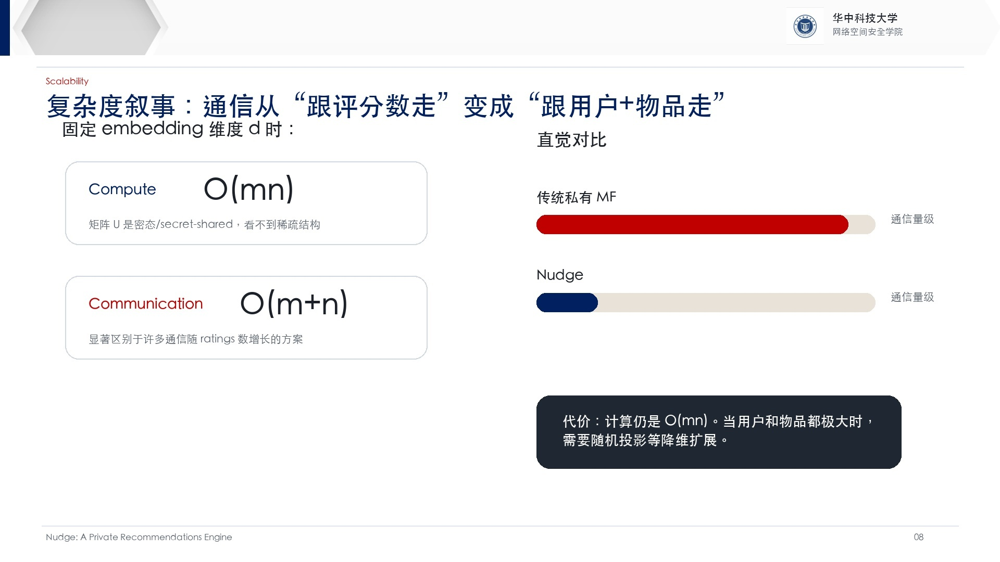 华中科技大学
网络空间安全学院
Scalability
复杂度叙事：通信从“跟评分数走”变成“跟用户+物品走”
固定 embedding 维度 d 时：
Compute O(mn)
矩阵 U 是密态/secret-shared，看不到稀疏结构
Communication O(m+n)
显著区别于许多通信随 ratings 数增长的方案
直觉对比
传统私有 MF
通信量级
Nudge
通信量级
代价：计算仍是 O(mn)。当用户和物品都极大时，
需要随机投影等降维扩展。
Nudge: A Private Recommendations Engine
08